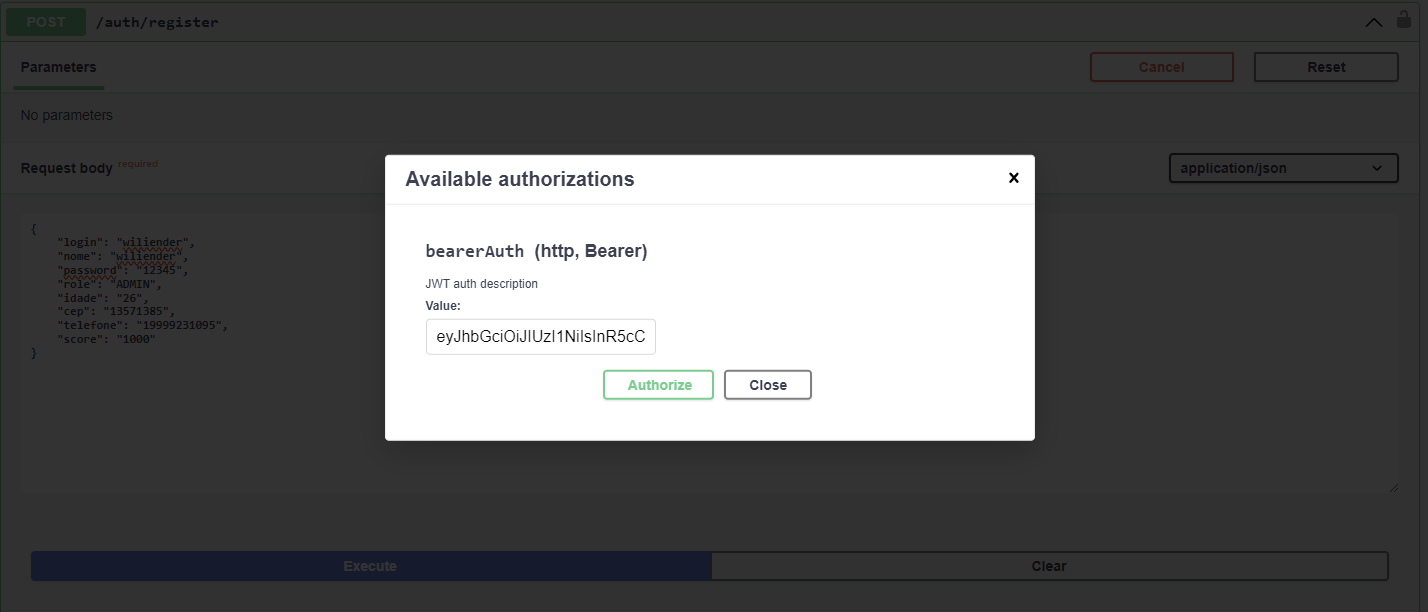 POST /auth/register
Parameters
Cancel
Reset
No parameters
Request body required
application/json
{
"login": "wiliender",
"nome": "wiliender",
"password": "12345",
"role": "ADMIN",
"idade": "26",
"cep": "13571385",
"telefone": "19999231095",
"score": "1000"
}
Available authorizations
×
bearerAuth (http, Bearer)
JWT auth description
Value:
eyJhbGciOiJIUzI1NiIsInR5cC
Authorize
Close
Execute
Clear